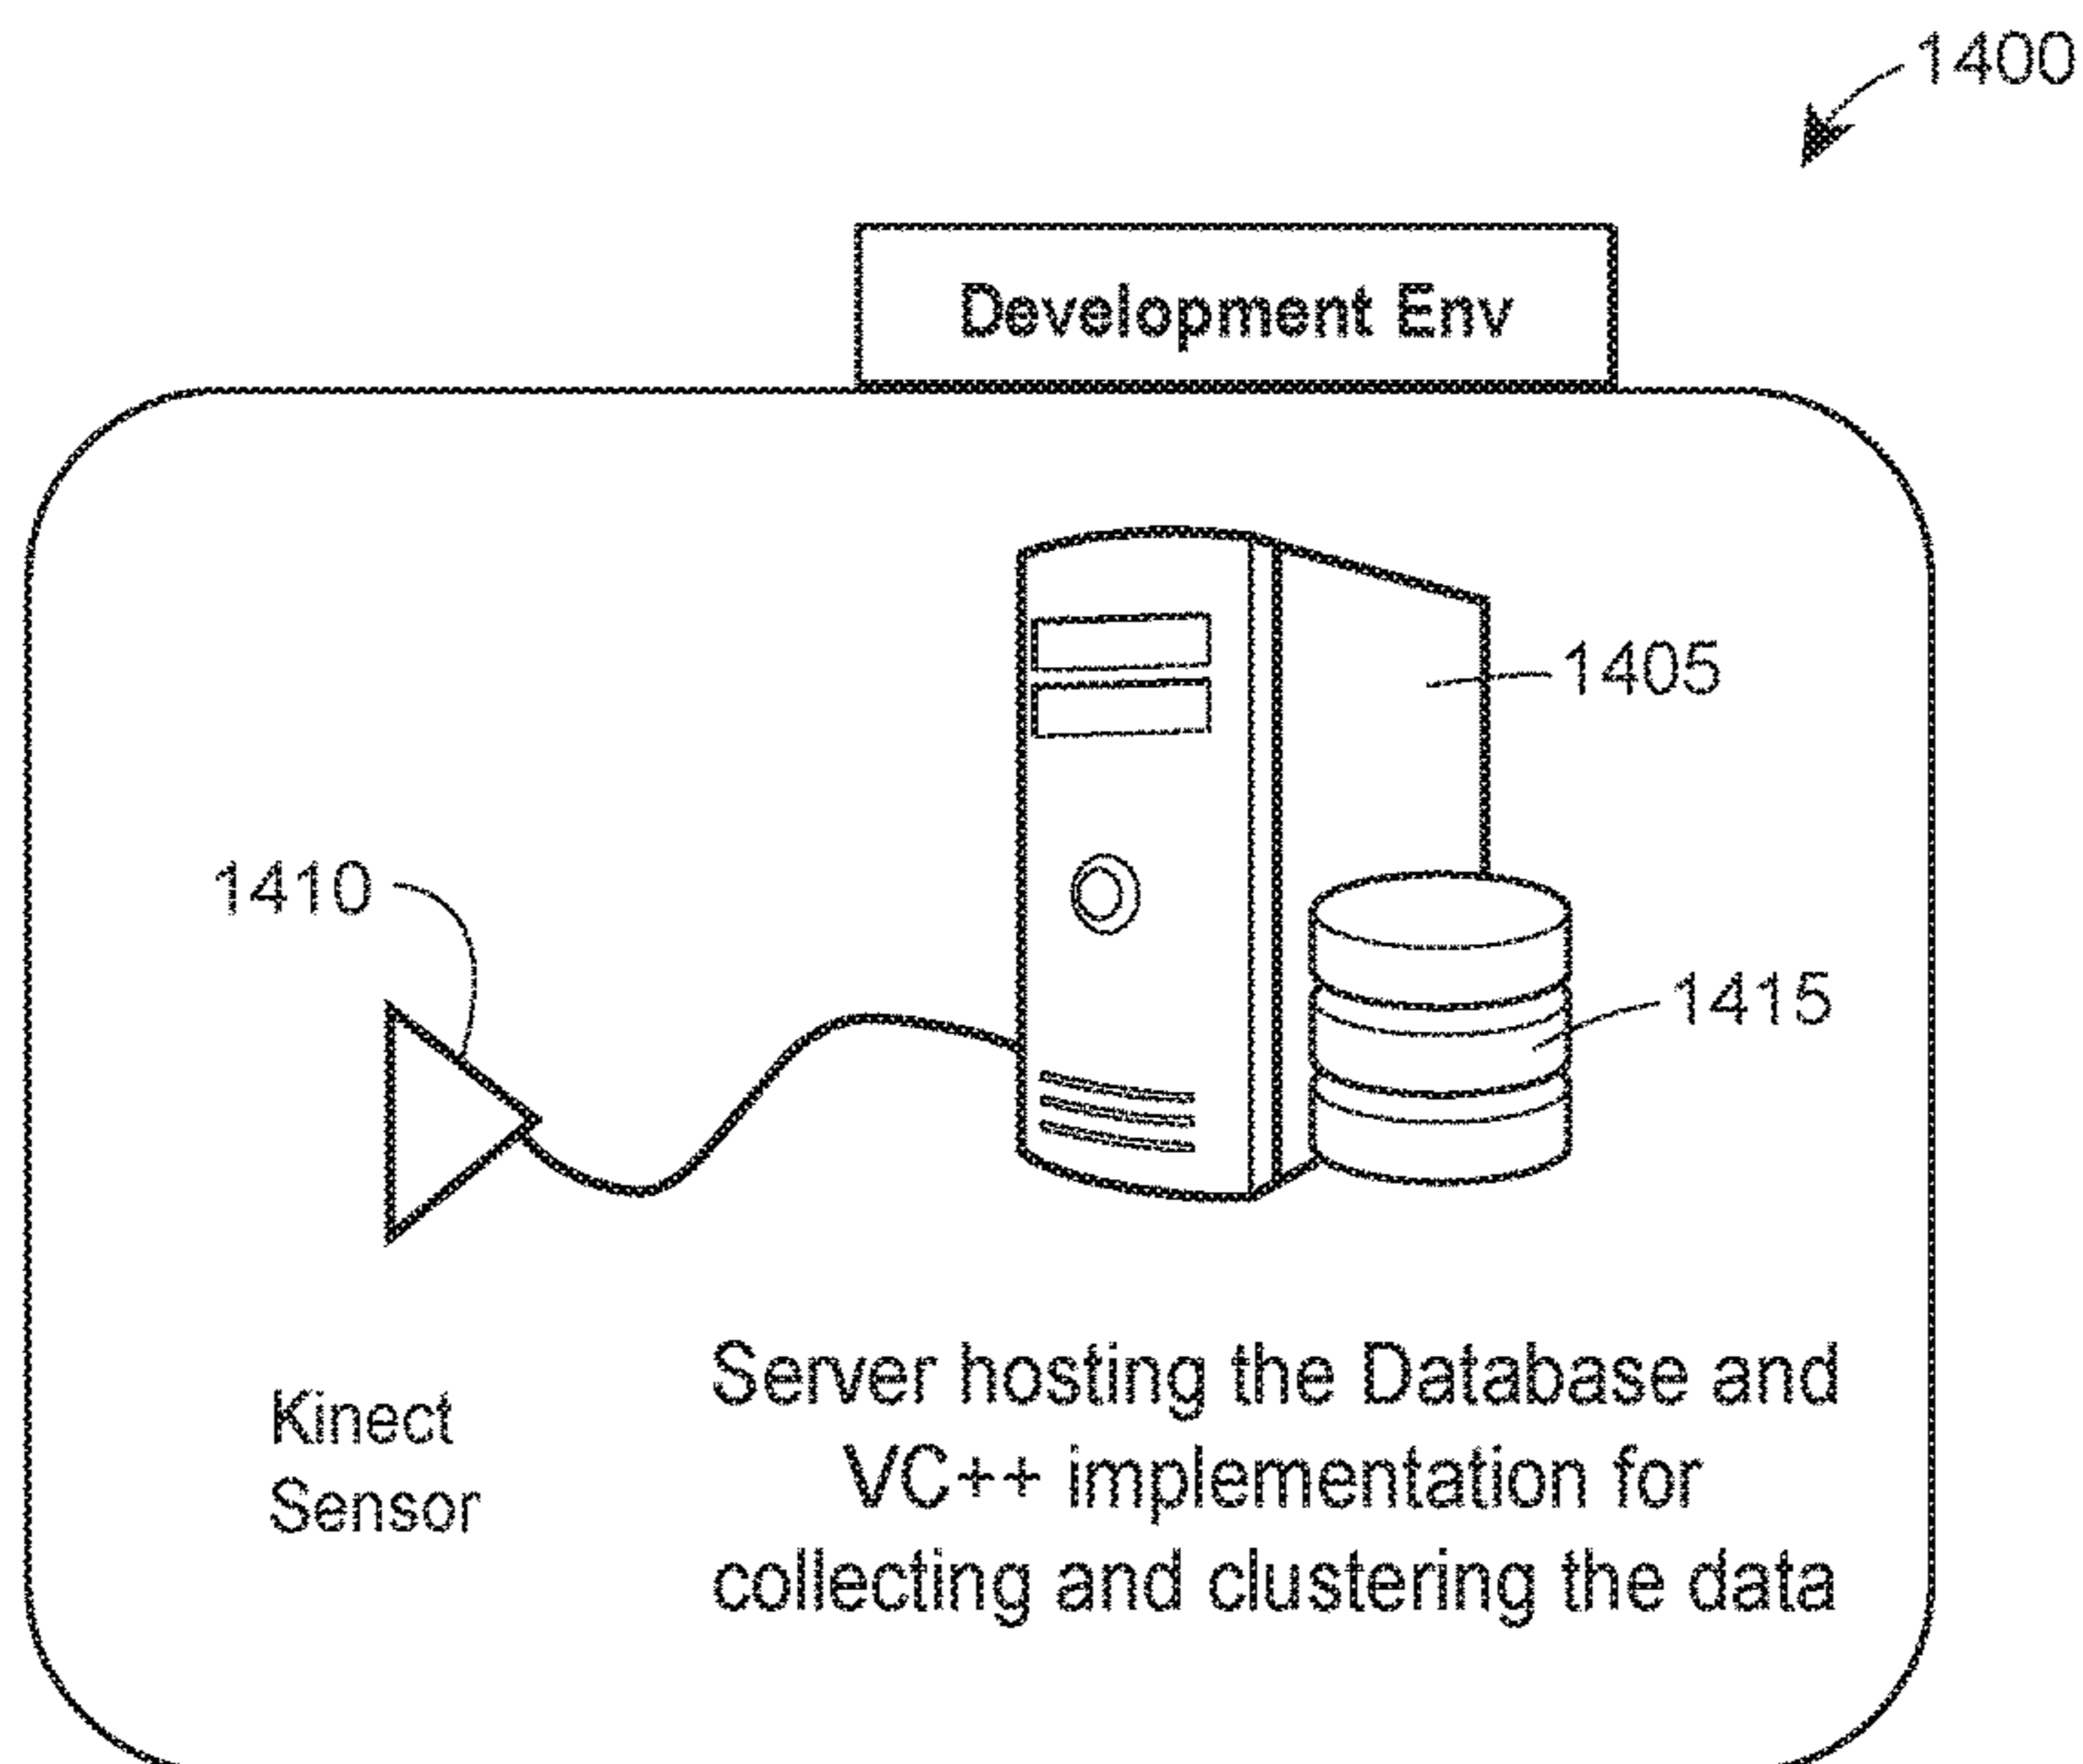 1400
Development Env
1405
1410
1415
Kinect
Sensor
Server hosting the Database and
VC++ implementation for
collecting and clustering the data